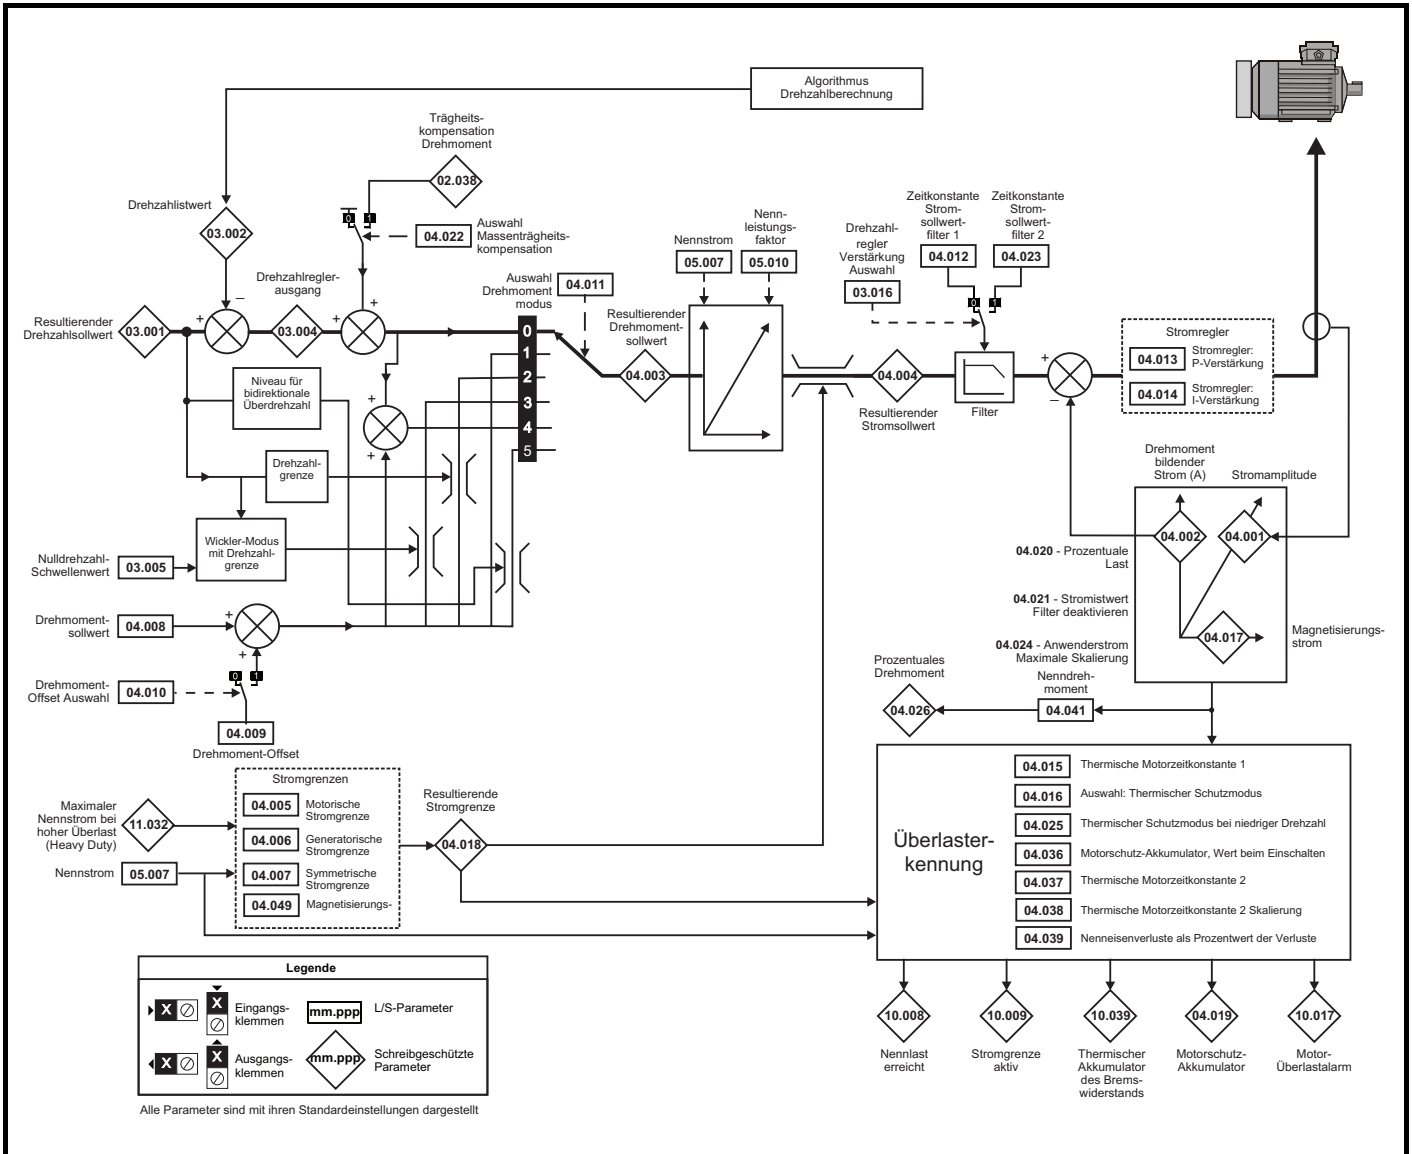 Algorithmus
Drehzahlberechnung
Trägheits-
kompensation
Drehmoment
02.038
Drehzahlistwert
03.002
0 1
04.022
Auswahl
Massenträgheits-
kompensation
Drehzahlregler-
ausgang
Resultierender
Drehzahlsollwert
03.001
+
–
03.004
+
+
Auswahl
Drehmoment
modus
04.011
0
1
2
3
4
5
Resultierender
Drehmoment-
sollwert
04.003
Nennstrom
05.007
Nenn-
leistungs-
faktor
05.010
Drehzahl-
regler
Verstärkung
Auswahl
03.016
Zeitkonstante
Strom-
sollwert-
filter 1
04.012
Zeitkonstante
Strom-
sollwert-
filter 2
04.023
0 1
04.004
Resultierender
Stromsollwert
Filter
+
–
Stromregler
04.013
Stromregler:
P-Verstärkung
04.014
Stromregler:
I-Verstärkung
Niveau für
bidirektionale
Überdrehzahl
+
+
Drehzahl-
grenze
Wickler-Modus
mit Drehzahl-
grenze
Nulldrehzahl-
Schwellenwert
03.005
Drehmoment-
sollwert
04.008
+
+
Drehmoment-
Offset Auswahl
04.010
0 1
04.009
Drehmoment-Offset
Drehmoment
bildender
Strom (A)
Stromamplitude
04.002
04.001
04.017
Magnetisierungs-
strom
04.020 - Prozentuale
Last
04.021 - Stromistwert
Filter deaktivieren
04.024 - Anwenderstrom
Maximale Skalierung
Prozentuales
Drehmoment
04.026
Nenndreh-
moment
04.041
Maximaler
Nennstrom bei
hoher Überlast
(Heavy Duty)
11.032
Nennstrom
05.007
Stromgrenzen
04.005
Motorische
Stromgrenze
04.006
Generatorische
Stromgrenze
04.007
Symmetrische
Stromgrenze
04.049
Magnetisierungs-
Resultierende
Stromgrenze
04.018
Überlaster-
kennung
04.015 Thermische Motorzeitkonstante 1
04.016 Auswahl: Thermischer Schutzmodus
04.025 Thermischer Schutzmodus bei niedriger Drehzahl
04.036 Motorschutz-Akkumulator, Wert beim Einschalten
04.037 Thermische Motorzeitkonstante 2
04.038 Thermische Motorzeitkonstante 2 Skalierung
04.039 Nenneisenverluste als Prozentwert der Verluste
10.008
Nennlast
erreicht
10.009
Stromgrenze
aktiv
10.039
Thermischer
Akkumulator
des Brems-
widerstands
04.019
Motorschutz-
Akkumulator
10.017
Motor-
Überlastalarm
Legende
X
X
Eingangs-
klemmen
mm.ppp
L/S-Parameter
X
X
Ausgangs-
klemmen
mm.ppp
Schreibgeschützte
Parameter
Alle Parameter sind mit ihren Standardeinstellungen dargestellt